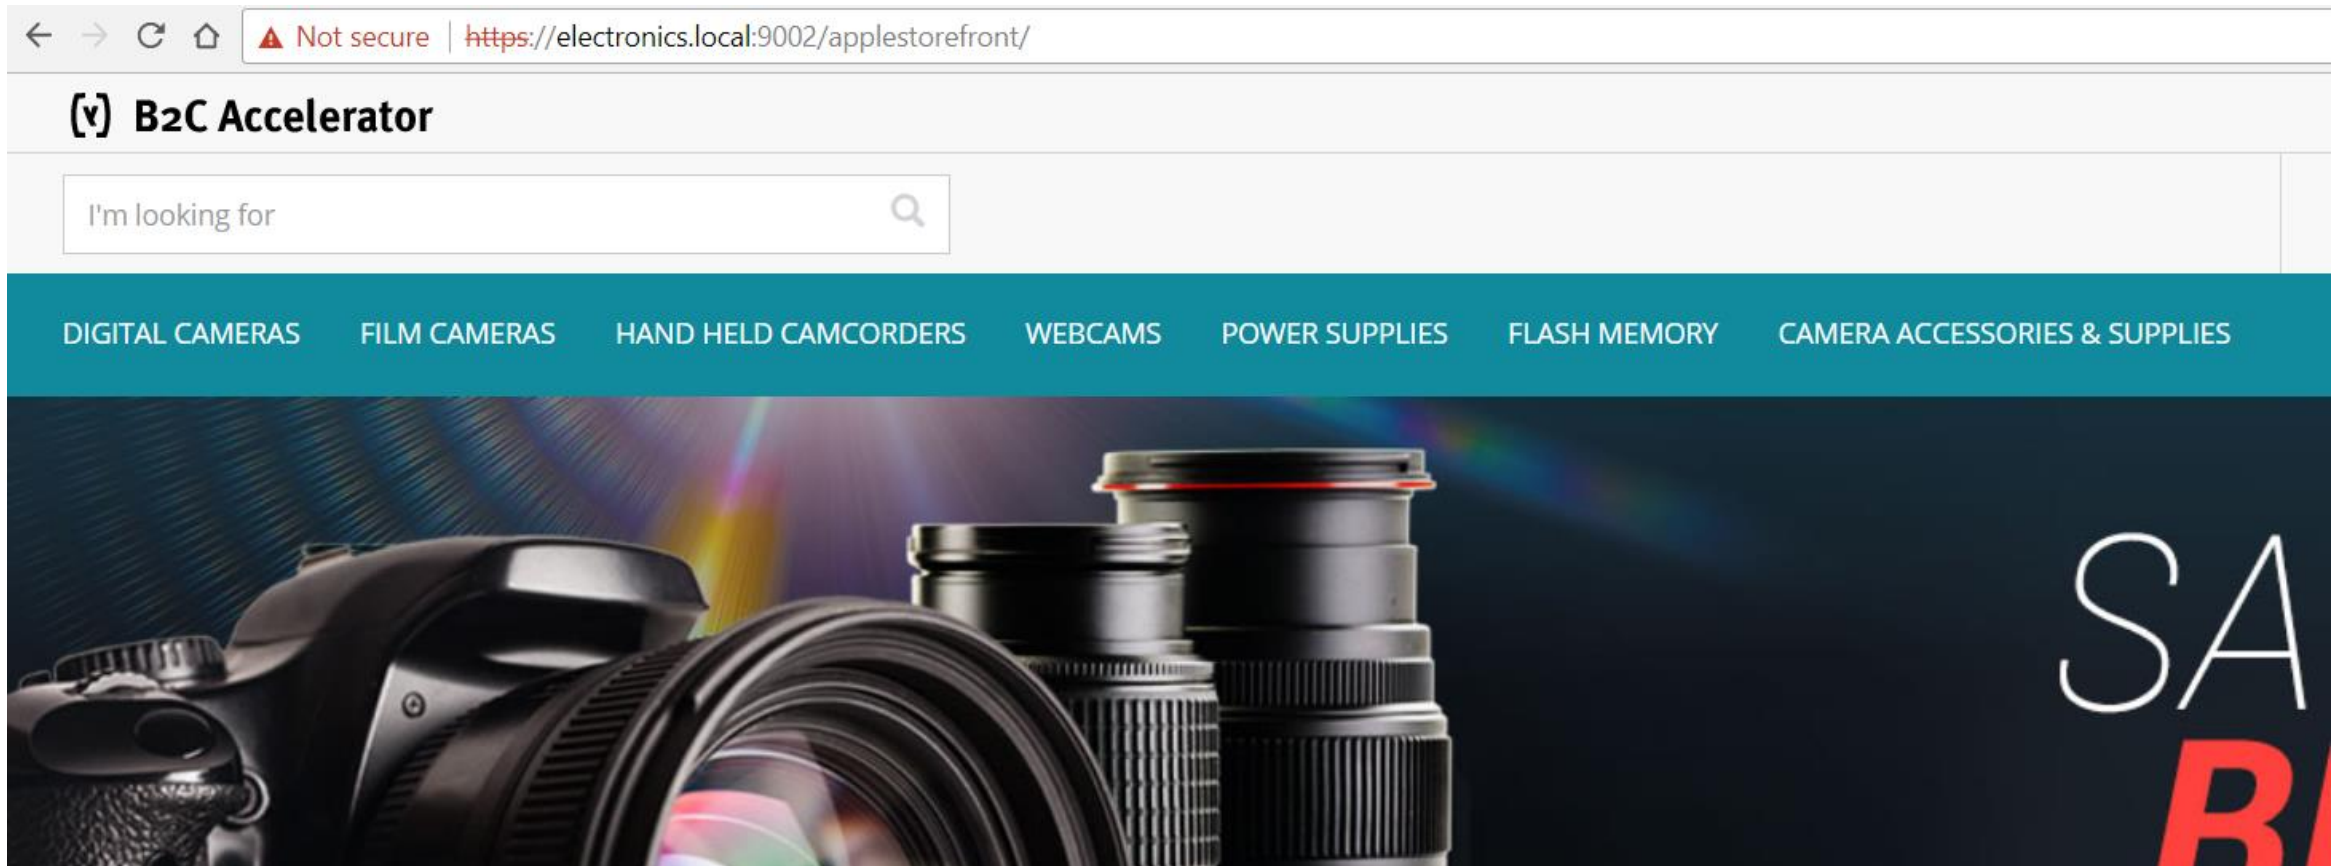 Not secure | https://electronics.local:9002/applestorefront/
(y) B2C Accelerator
I'm looking for
DIGITAL CAMERAS FILM CAMERAS HAND HELD CAMCORDERS WEBCAMS POWER SUPPLIES FLASH MEMORY CAMERA ACCESSORIES & SUPPLIES
SA